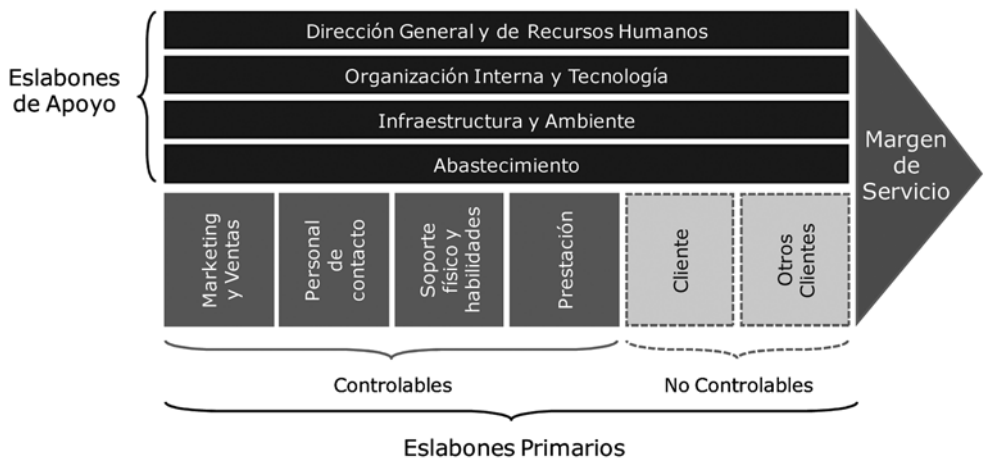 Eslabones
de Apoyo
Dirección General y de Recursos Humanos
Organización Interna y Tecnología
Infraestructura y Ambiente
Abastecimiento
Margen
de
Servicio
Marketing
y Ventas
Personal
de
contacto
Soporte
físico y
habilidades
Prestación
Cliente
Otros
Clientes
Controlables
No Controlables
Eslabones Primarios